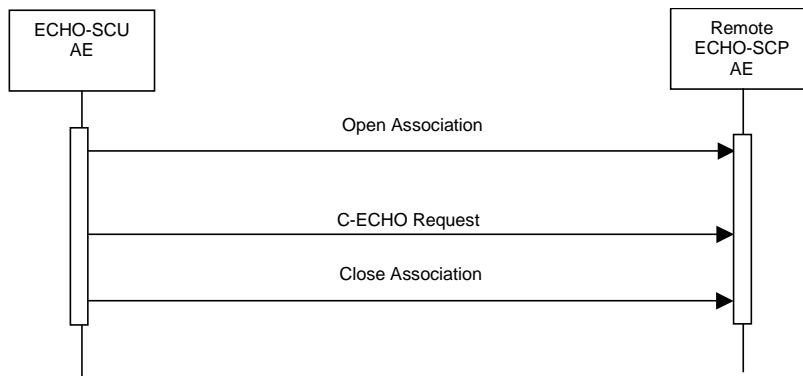 ECHO-SCU
AE
Remote
ECHO-SCP
AE
Open Association
C-ECHO Request
Close Association